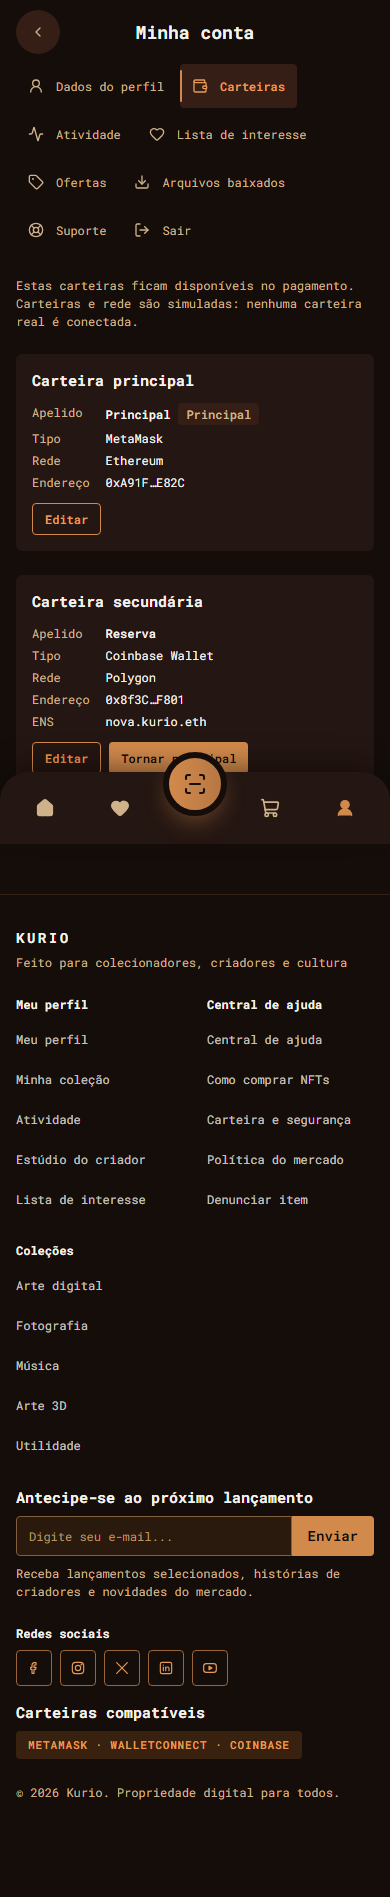 Minha conta
Dados do perfil
Carteiras
Atividade
Lista de interesse
Ofertas
Arquivos baixados
Suporte
Sair
Estas carteiras ficam disponíveis no pagamento.
Carteiras e rede são simuladas: nenhuma carteira
real é conectada.
Carteira principal
Apelido Principal Principal
Tipo MetaMask
Rede Ethereum
Endereço 0xA91F…E82C
Editar
Carteira secundária
Apelido Reserva
Tipo Coinbase Wallet
Rede Polygon
Endereço 0x8f3C…F801
ENS nova.kurio.eth
Editar
Tornar
KURIO
Feito para colecionadores, criadores e cultura
Meu perfil
Meu perfil
Minha coleção
Atividade
Estúdio do criador
Lista de interesse
Central de ajuda
Central de ajuda
Como comprar NFTs
Carteira e segurança
Política do mercado
Denunciar item
Coleções
Arte digital
Fotografia
Música
Arte 3D
Utilidade
Antecipe-se ao próximo lançamento
Digite seu e-mail...
Enviar
Receba lançamentos selecionados, histórias de
criadores e novidades do mercado.
Redes sociais
Carteiras compatíveis
METAMASK · WALLETCONNECT · COINBASE
© 2026 Kurio. Propriedade digital para todos.